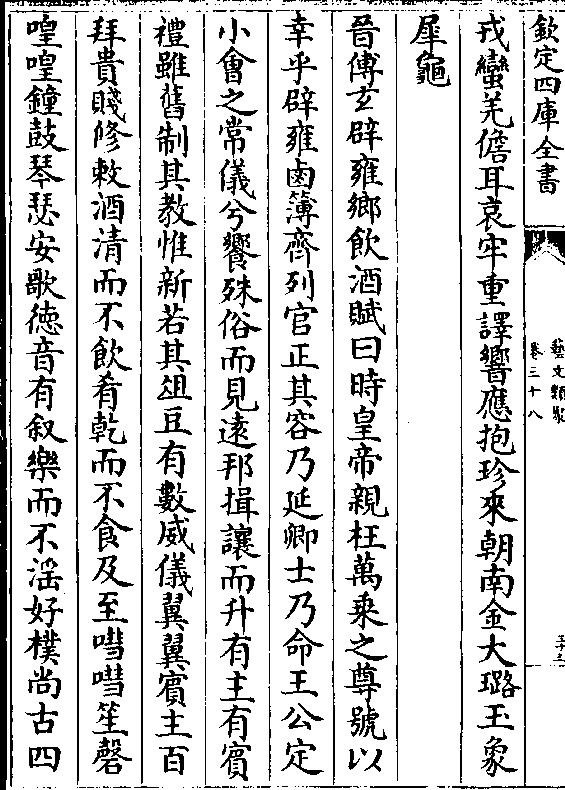 欽定四庫全書
藝文類聚
卷三十八
戎蠻羌儋耳哀牢重譯響應抱珍來朝南金大璐玉象
犀龜
晉傅玄辟雍鄉飲酒賦曰時皇帝親枉萬乗之尊號以
幸乎辟雍鹵簿齊列官正其容乃延卿士乃命王公定
小會之常儀兮饗殊俗而見遠邦揖讓而升有主有賓
禮雖舊制其教惟新若其俎豆有數威儀翼翼賓主百
拜貴賤修敕酒清而不飲肴乾而不食及至嘒嘒笙磬
喤喤鐘鼓琴瑟安歌徳音有叙樂而不滛好樸尚古四